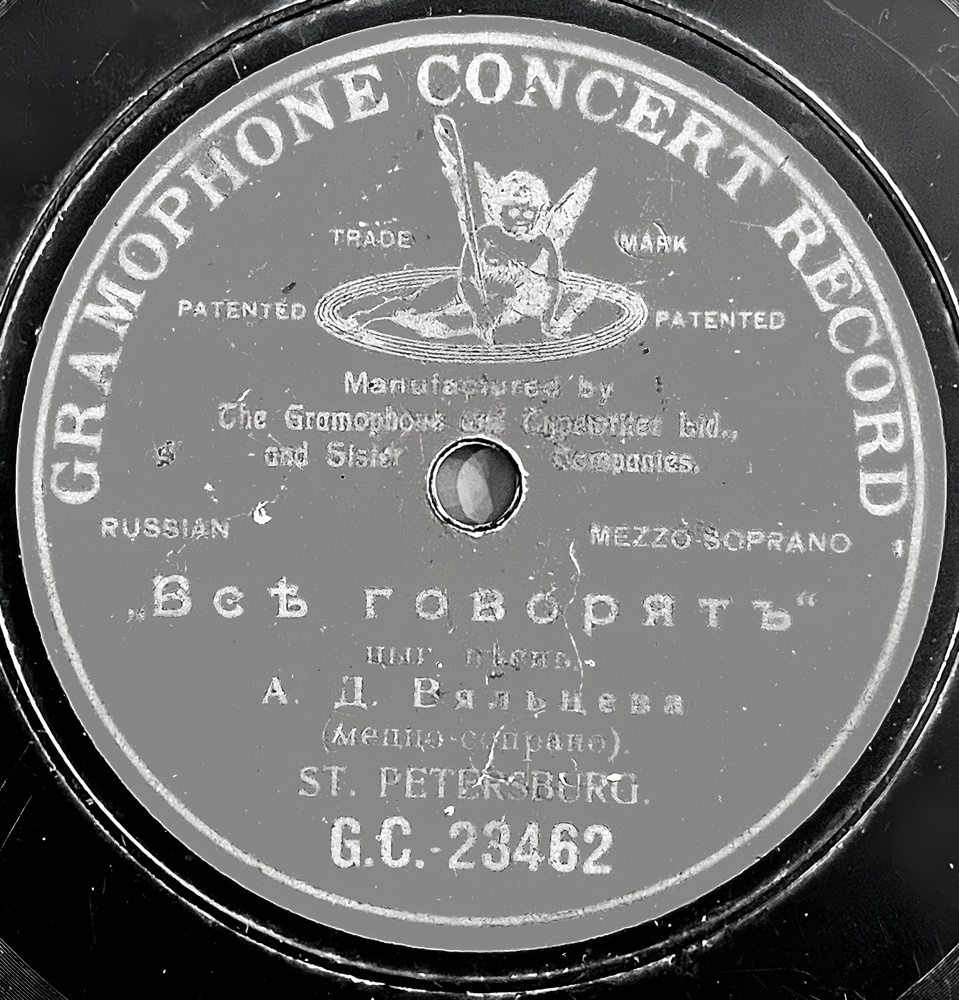 GRAMOPHONE CONCERT RECORD
TRADE MARK
PATENTED PATENTED
Manufactured by
The Gramophone and Typewriter Ltd.,
and Sister Companies.
RUSSIAN MEZZO-SOPRANO
„Всѣ говорятъ“
цыг. пѣснь.
А. Д. Вяльцева
(меццо-сопрано).
ST. PETERSBURG.
G.C.-23462